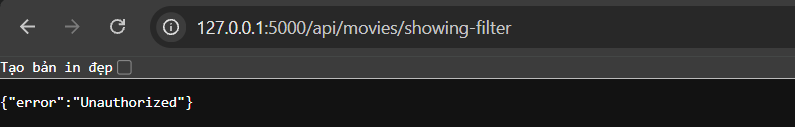 127.0.0.1:5000/api/movies/showing-filter
Tạo bản in đẹp
{"error":"Unauthorized"}